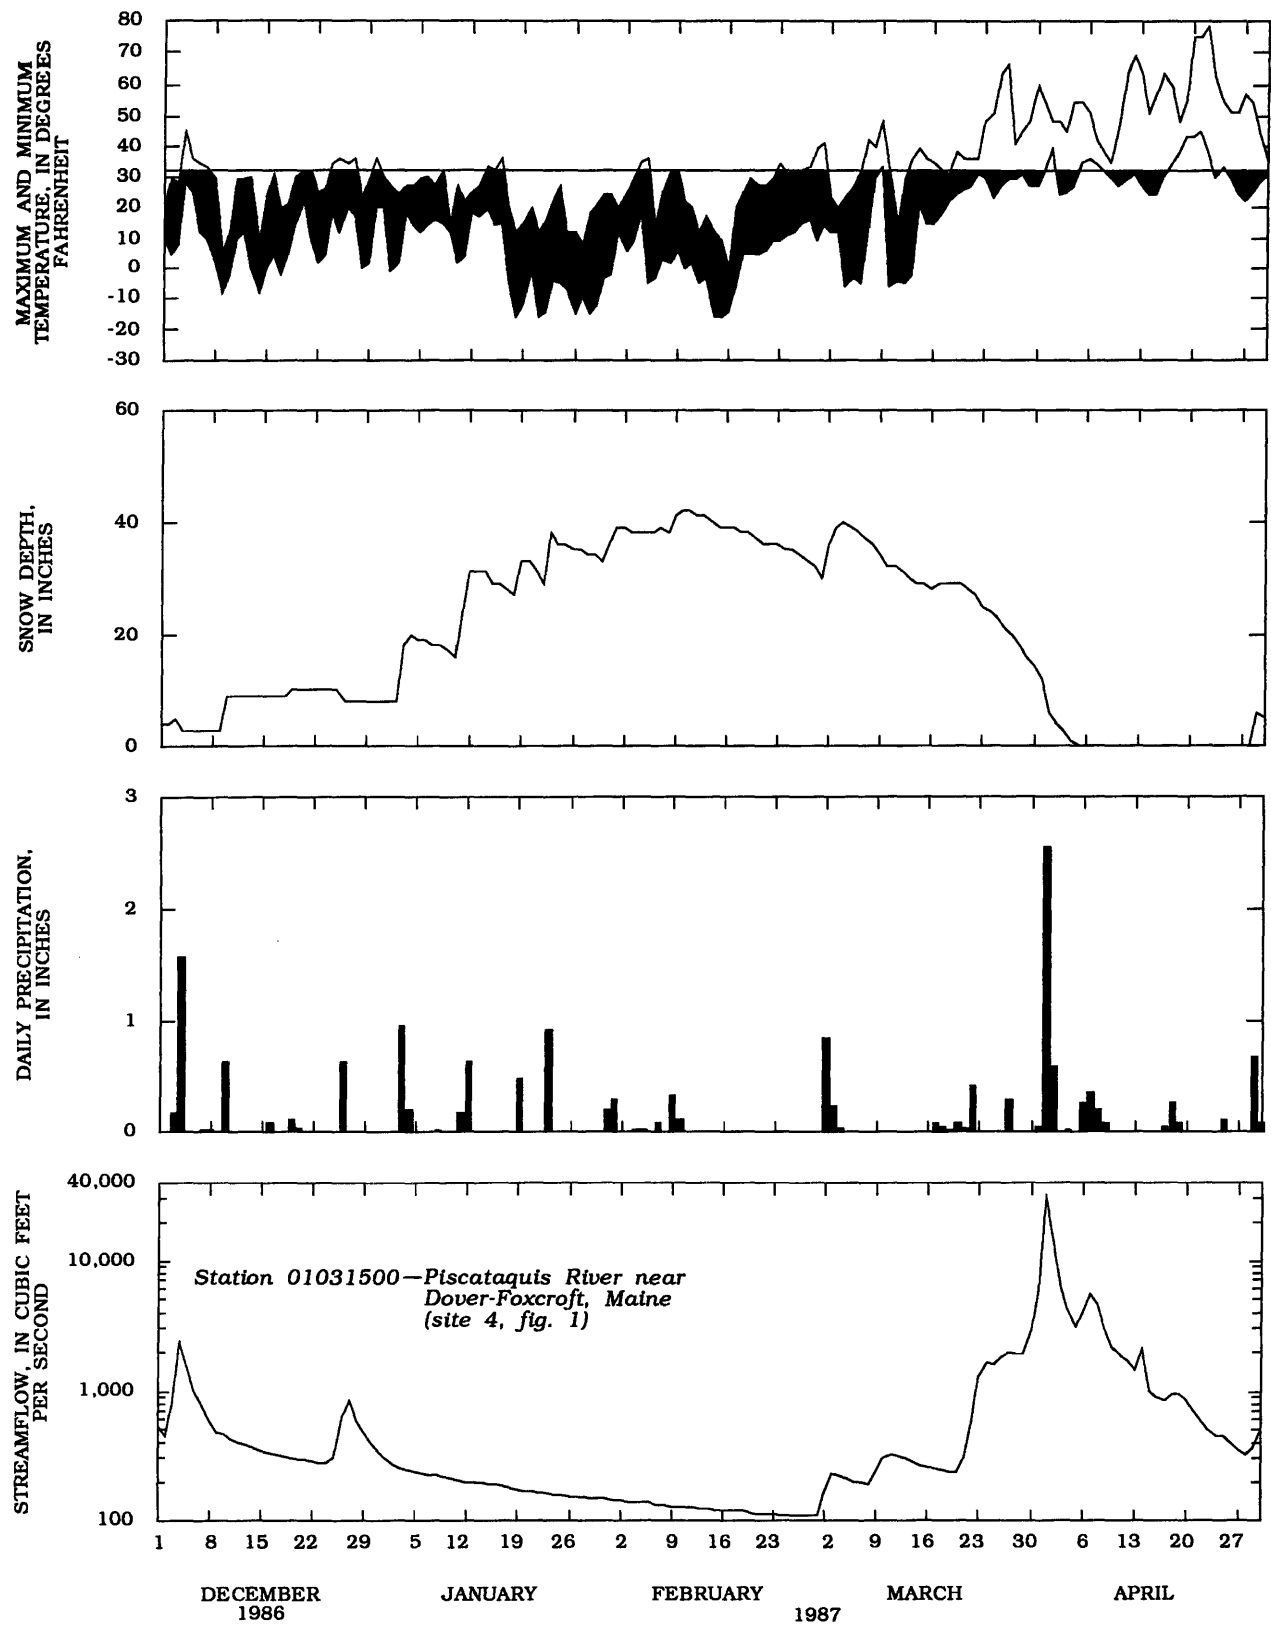 MAXIMUM AND MINIMUM
TEMPERATURE, IN DEGREES
FAHRENHEIT
80
70
60
50
40
30
20
10
0
-10
-20
-30
SNOW DEPTH,
IN INCHES
60
40
20
0
DAILY PRECIPITATION,
IN INCHES
3
2
1
0
STREAMFLOW, IN CUBIC FEET
PER SECOND
40,000
10,000
1,000
100
Station 01031500—Piscataquis River near
Dover-Foxcroft, Maine
(site 4, fig. 1)
1 8 15 22 29 5 12 19 26 2 9 16 23 2 9 16 23 30 6 13 20 27
DECEMBER JANUARY FEBRUARY MARCH APRIL
1986 1987